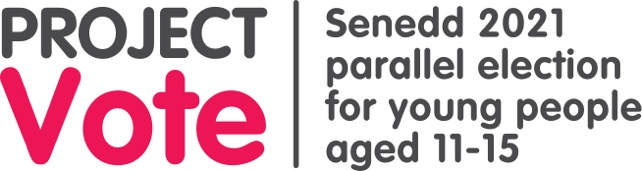 PROJECT
Vote
Senedd 2021
parallel election
for young people
aged 11-15